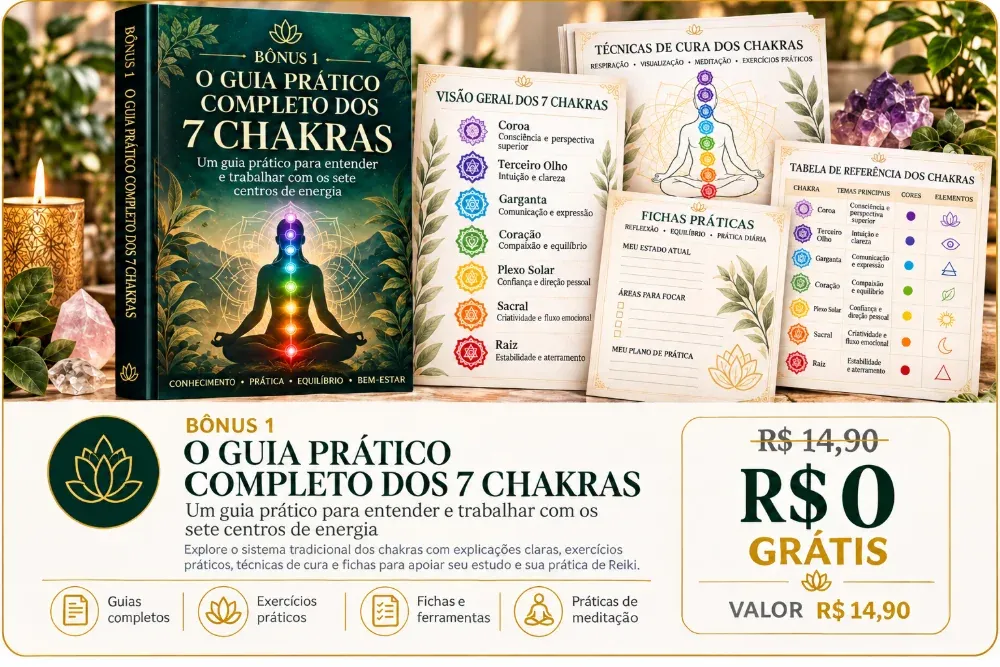 BÔNUS 1 O GUIA PRÁTICO COMPLETO DOS 7 CHAKRAS
BÔNUS 1
O GUIA PRÁTICO
COMPLETO DOS
7 CHAKRAS
Um guia prático para entender
e trabalhar com os sete
centros de energia
CONHECIMENTO • PRÁTICA • EQUILÍBRIO • BEM-ESTAR
VISÃO GERAL DOS 7 CHAKRAS
Coroa
Consciência e perspectiva
superior
Terceiro Olho
Intuição e clareza
Garganta
Comunicação e expressão
Coração
Compaixão e equilíbrio
Plexo Solar
Confiança e direção pessoal
Sacral
Criatividade e fluxo emocional
Raiz
Estabilidade e aterramento
TÉCNICAS DE CURA DOS CHAKRAS
RESPIRAÇÃO • VISUALIZAÇÃO • MEDITAÇÃO • EXERCÍCIOS PRÁTICOS
FICHAS PRÁTICAS
REFLEXÃO • EQUILÍBRIO • PRÁTICA DIÁRIA
MEU ESTADO ATUAL
ÁREAS PARA FOCAR
MEU PLANO DE PRÁTICA
TABELA DE REFERÊNCIA DOS CHAKRAS
CHAKRA TEMAS PRINCIPAIS CORES ELEMENTOS
Coroa
Consciência e
perspectiva
superior
Terceiro
Olho
Intuição e
clareza
Garganta
Comunicação
e expressão
Coração
Compaixão
e equilíbrio
Plexo Solar
Confiança e
direção pessoal
Sacral
Criatividade e
fluxo emocional
Raiz
Estabilidade
e aterramento
BÔNUS 1
O GUIA PRÁTICO
COMPLETO DOS 7 CHAKRAS
Um guia prático para entender e trabalhar com os
sete centros de energia
Explore o sistema tradicional dos chakras com explicações claras, exercícios
práticos, técnicas de cura e fichas para apoiar seu estudo e sua prática de Reiki.
Guias
completos
Exercícios
práticos
Fichas e
ferramentas
Práticas de
meditação
R$ 14,90
R$ 0
GRÁTIS
VALOR R$ 14,90